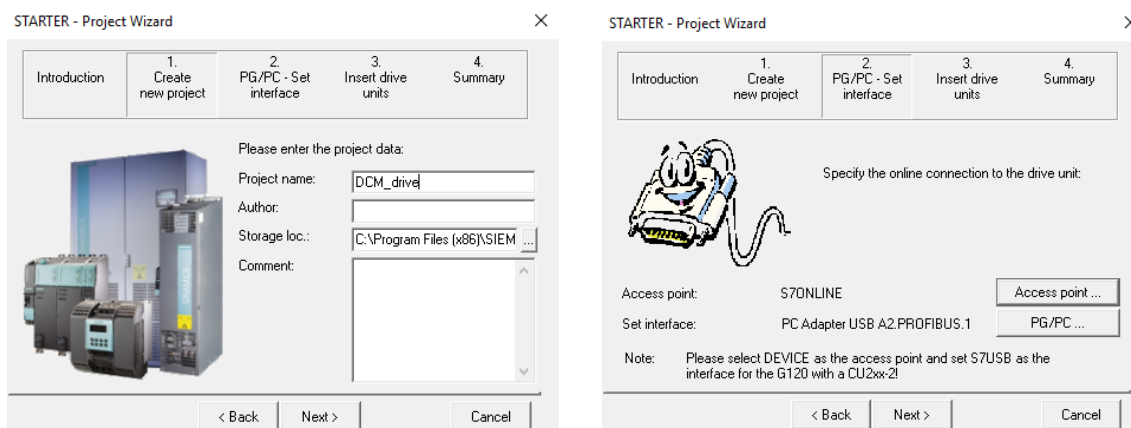 STARTER - Project Wizard
Introduction
1.
Create
new project
2.
PG/PC - Set
interface
3.
Insert drive
units
4.
Summary
Please enter the project data:
Project name: DCM_drive
Author:
Storage loc.: C:\Program Files (x86)\SIEM ...
Comment:
< Back Next > Cancel
STARTER - Project Wizard
Introduction
1.
Create
new project
2.
PG/PC - Set
interface
3.
Insert drive
units
4.
Summary
Specify the online connection to the drive unit:
Access point: S7ONLINE Access point ...
Set interface: PC Adapter USB A2.PROFIBUS.1 PG/PC ...
Note: Please select DEVICE as the access point and set S7USB as the
interface for the G120 with a CU2xx-2!
< Back Next > Cancel